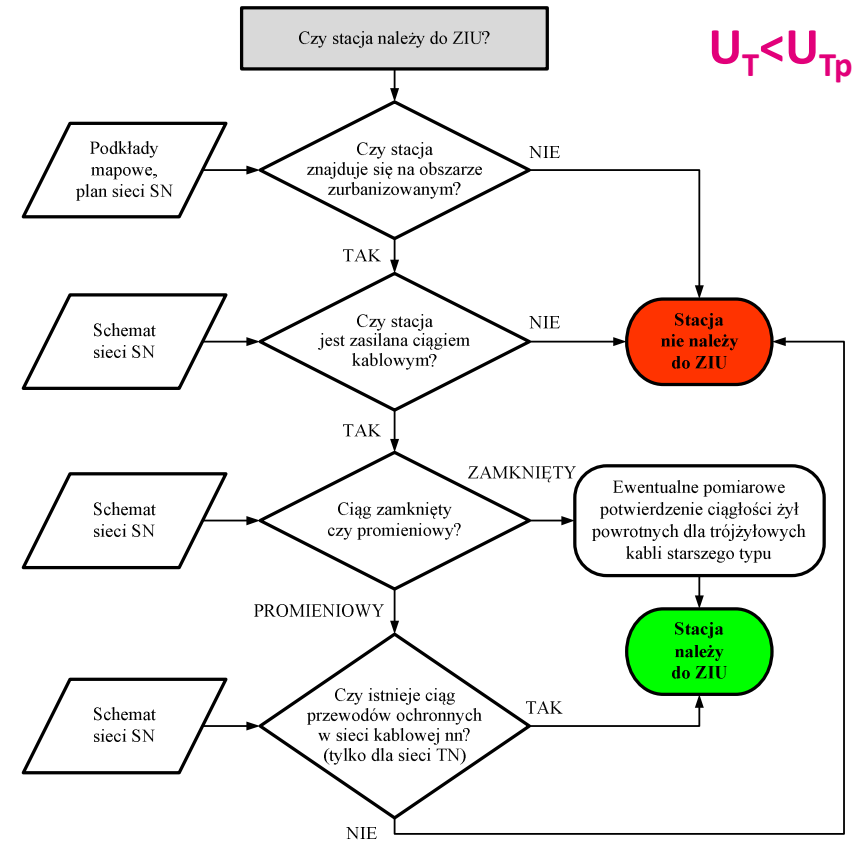 Czy stacja należy do ZIU?
U_T<U_Tp
Podkłady
mapowe,
plan sieci SN
Czy stacja
znajduje się na obszarze
zurbanizowanym?
NIE
TAK
Schemat
sieci SN
Czy stacja
jest zasilana ciągiem
kablowym?
NIE
Stacja
nie należy
do ZIU
TAK
Schemat
sieci SN
Ciąg zamknięty
czy promieniowy?
ZAMKNIĘTY
Ewentualne pomiarowe
potwierdzenie ciągłości żył
powrotnych dla trójżyłowych
kabli starszego typu
PROMIENIOWY
Stacja
należy
do ZIU
Schemat
sieci SN
Czy istnieje ciąg
przewodów ochronnych
w sieci kablowej nn?
(tylko dla sieci TN)
TAK
NIE